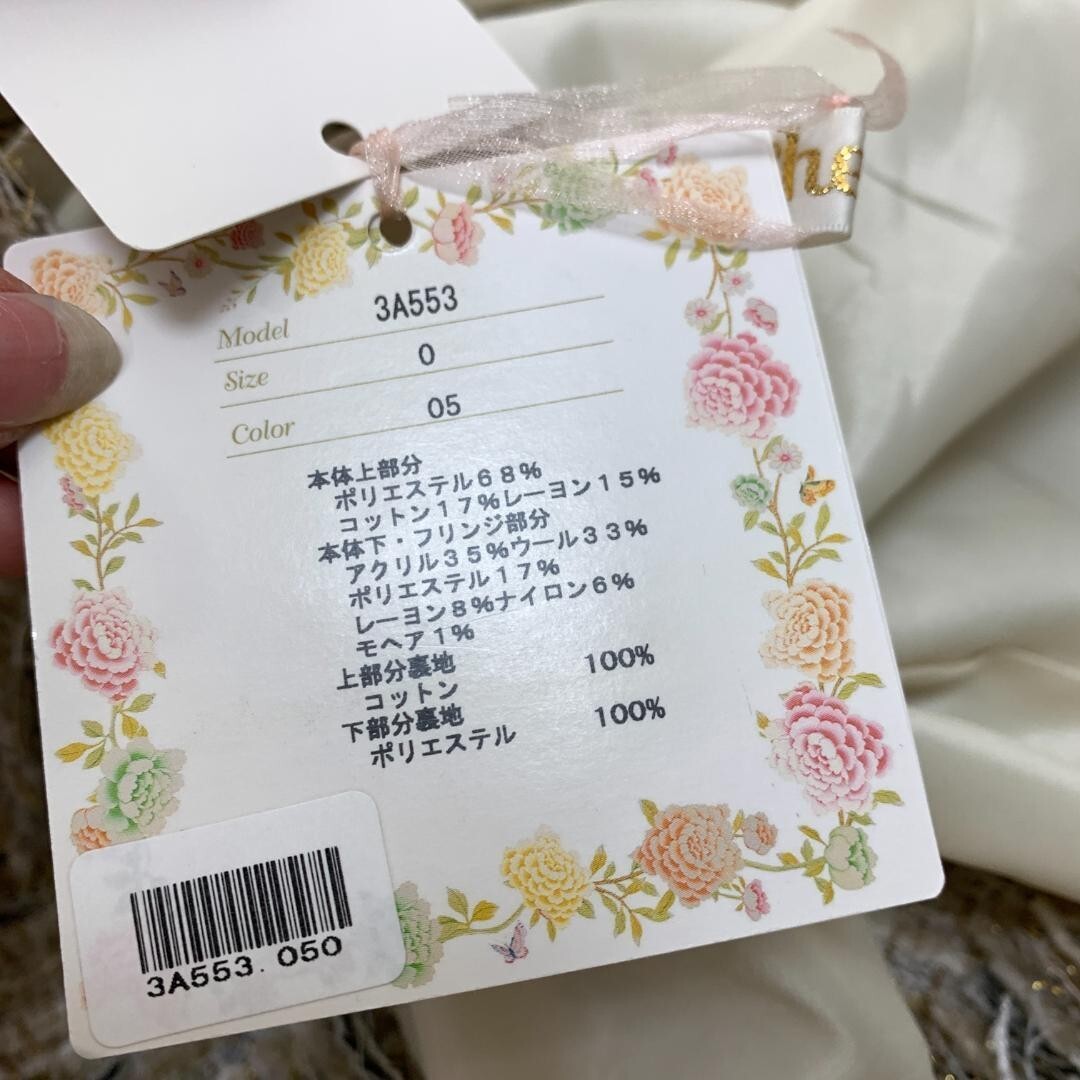 Model 3A553
Size 0
Color 05
本体上部分
ポリエステル68%
コットン17%レーヨン15%
本体下・フリンジ部分
アクリル35%ウール33%
ポリエステル17%
レーヨン8%ナイロン6%
モヘア1%
上部分裏地
コットン 100%
下部分裏地
ポリエステル 100%
3A553.050